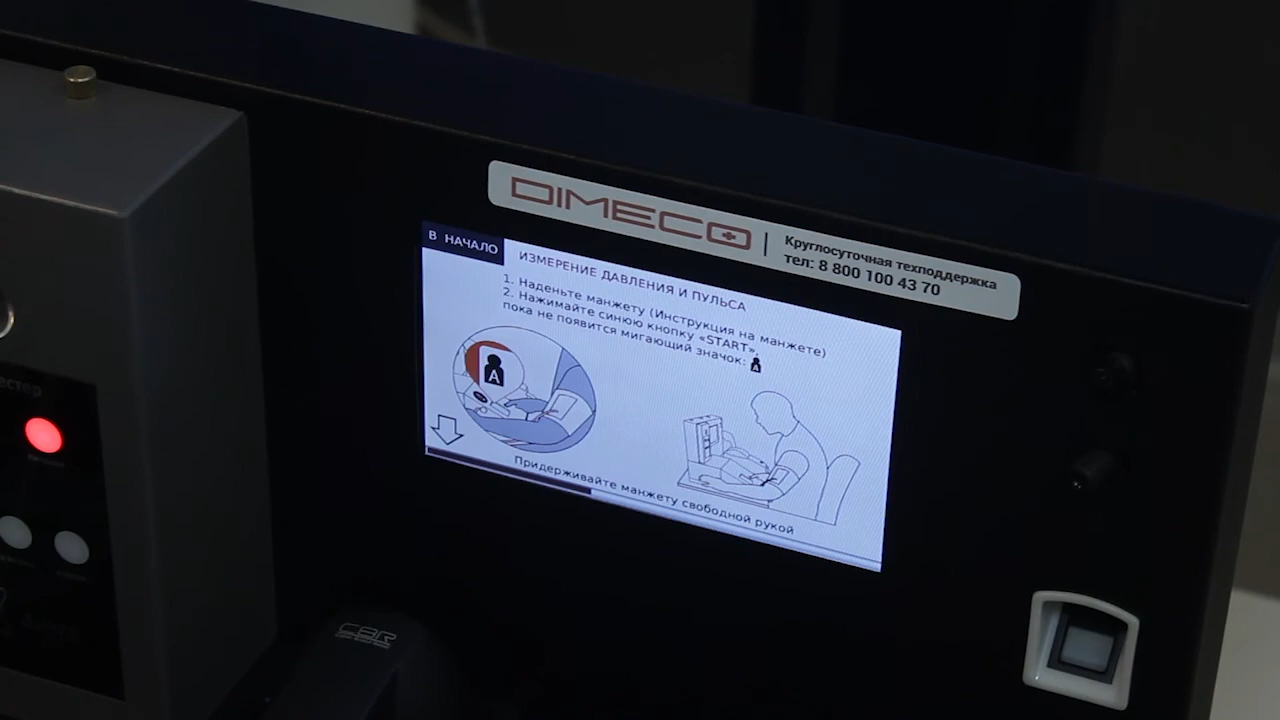 DIMECO
Круглосуточная техподдержка
тел: 8 800 100 43 70
В НАЧАЛО
ИЗМЕРЕНИЕ ДАВЛЕНИЯ И ПУЛЬСА
1. Наденьте манжету (Инструкция на манжете)
2. Нажимайте синюю кнопку «START»,
пока не появится мигающий значок: A
A
Придерживайте манжету свободной рукой